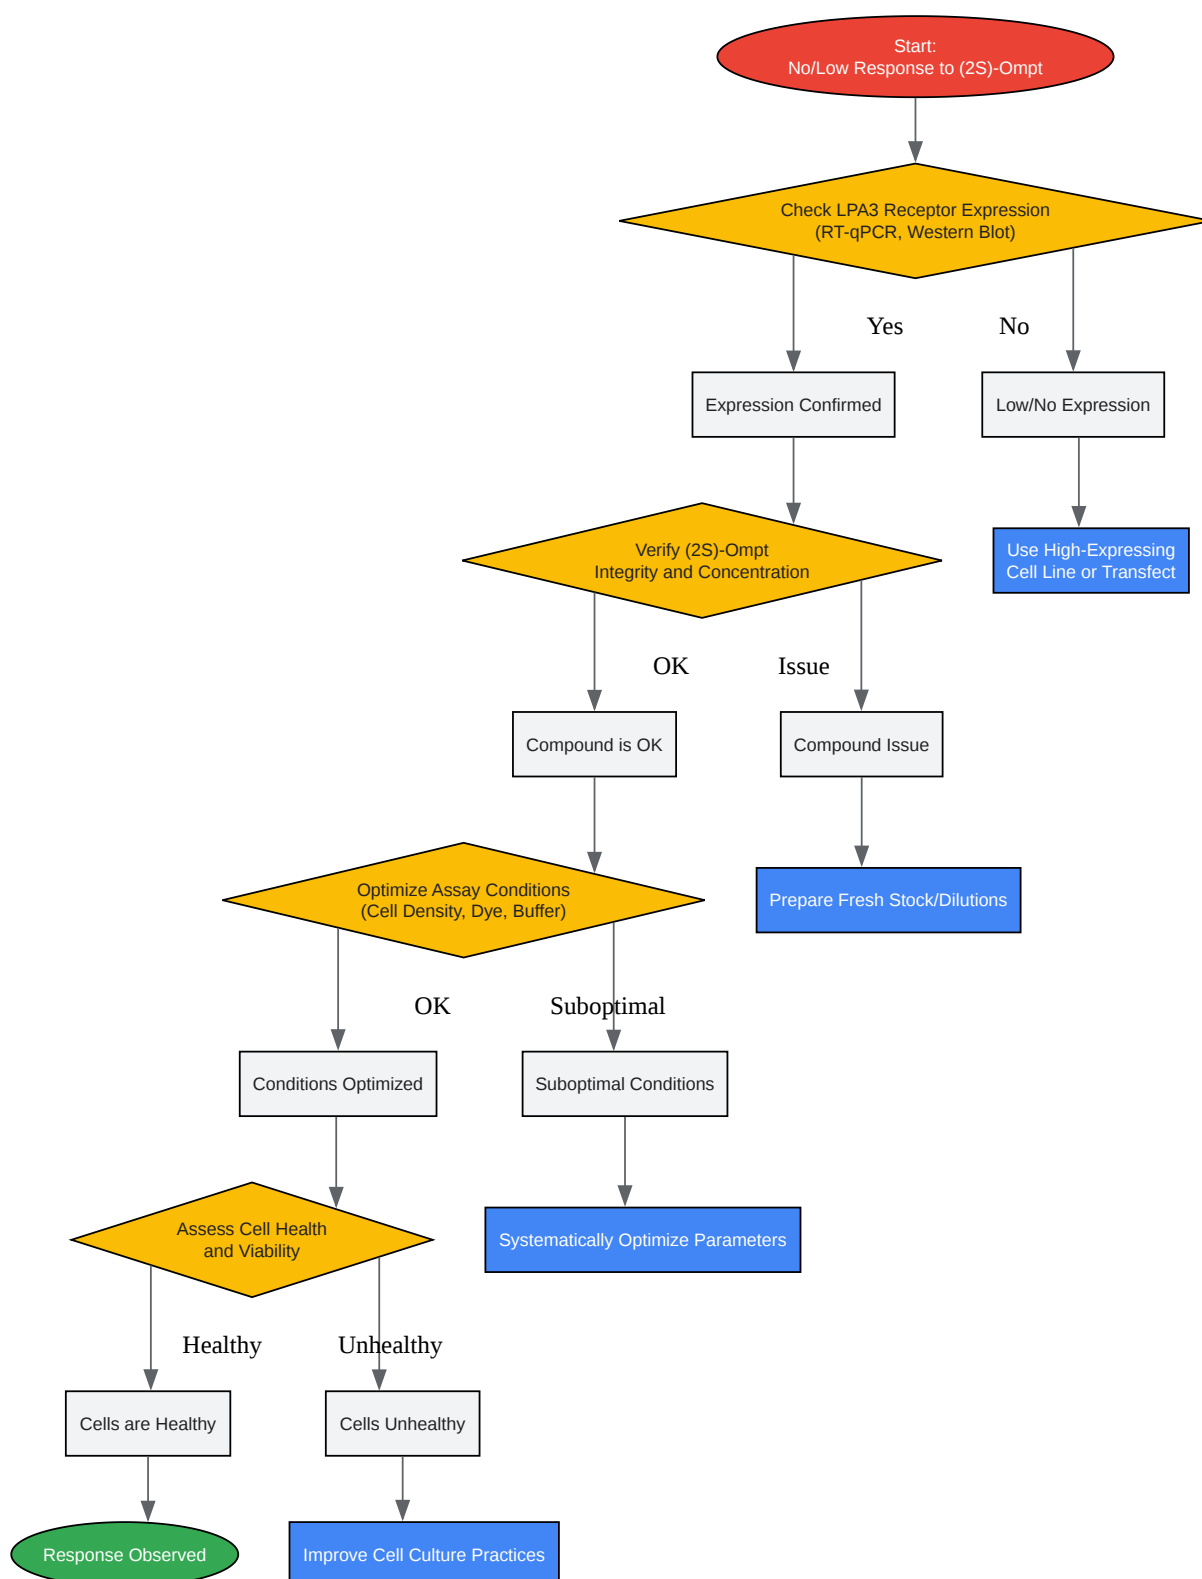 Start:
No/Low Response to (2S)-Ompt
Check LPA3 Receptor Expression
(RT-qPCR, Western Blot)
Yes
No
Expression Confirmed
Low/No Expression
Verify (2S)-Ompt
Integrity and Concentration
Use High-Expressing
Cell Line or Transfect
OK
Issue
Compound is OK
Compound Issue
Optimize Assay Conditions
(Cell Density, Dye, Buffer)
Prepare Fresh Stock/Dilutions
OK
Suboptimal
Conditions Optimized
Suboptimal Conditions
Assess Cell Health
and Viability
Systematically Optimize Parameters
Healthy
Unhealthy
Cells are Healthy
Cells Unhealthy
Response Observed
Improve Cell Culture Practices